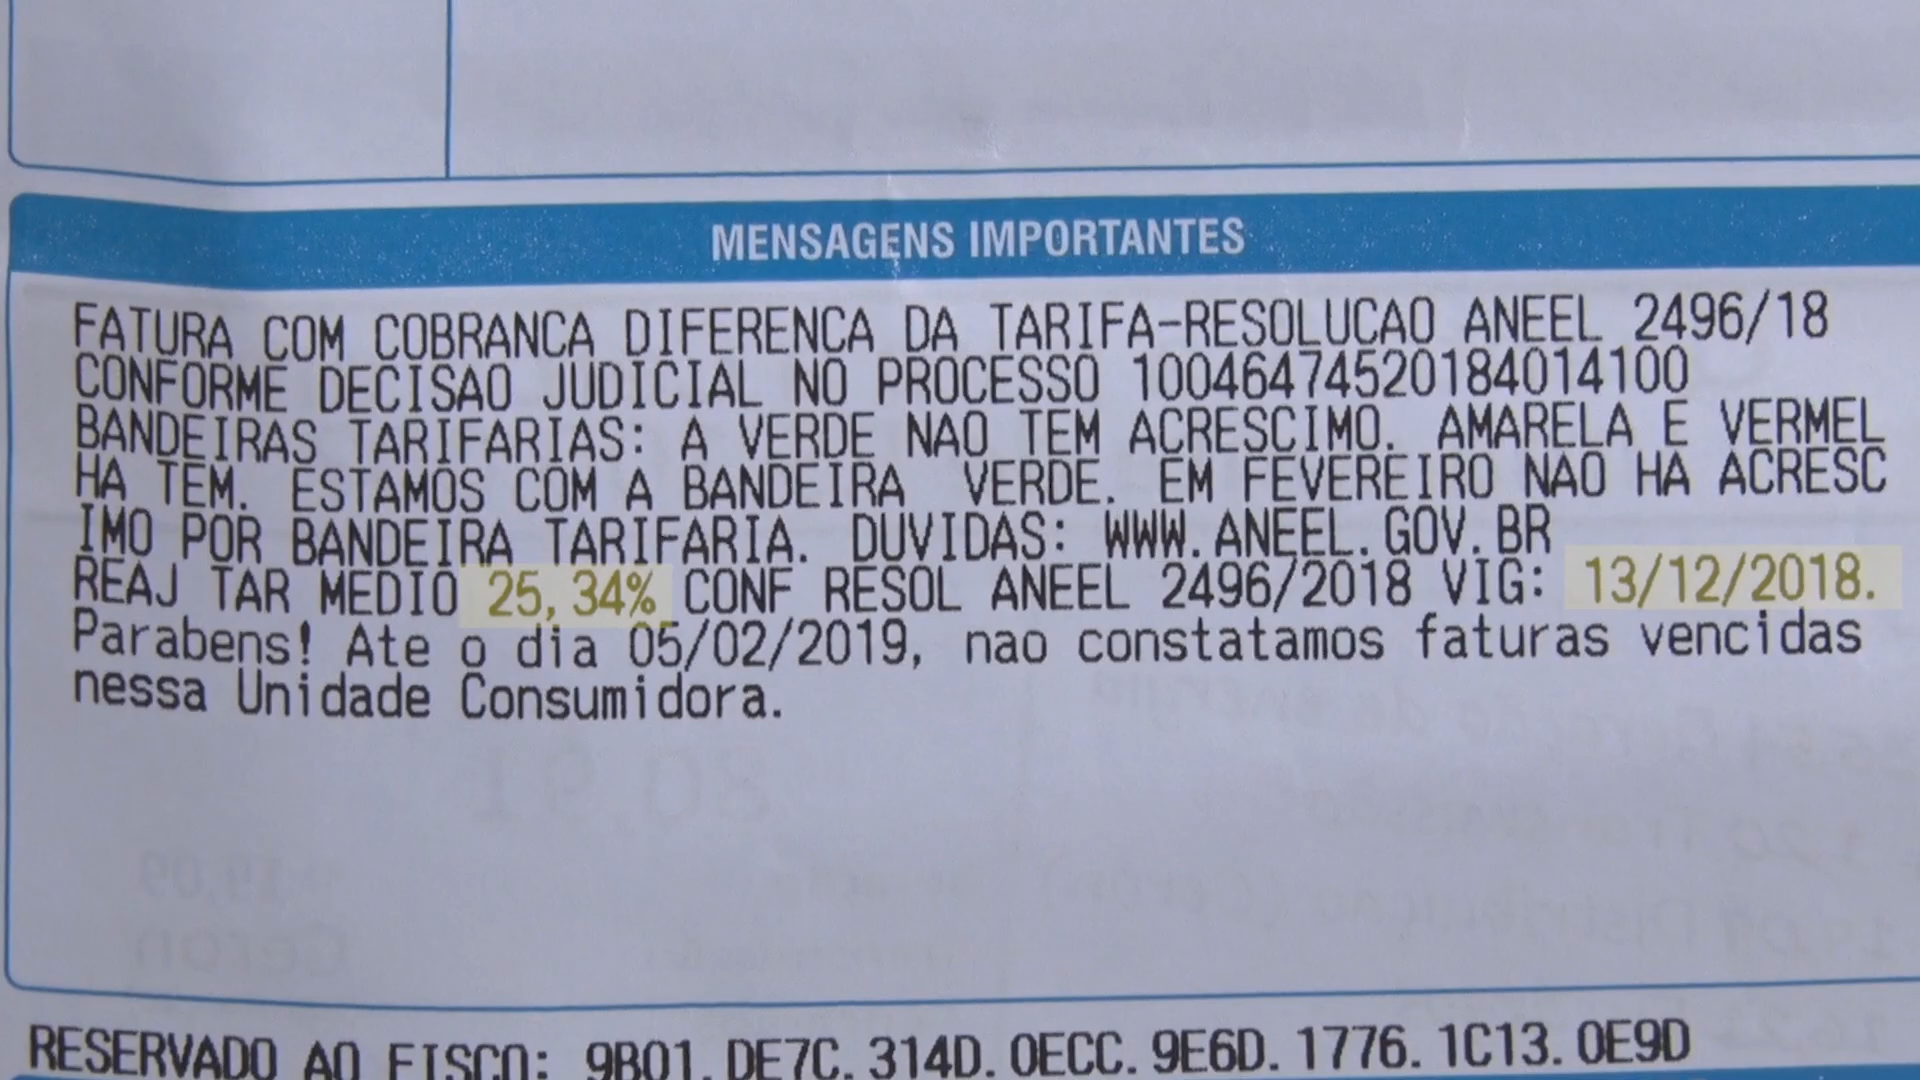 MENSAGENS IMPORTANTES
FATURA COM COBRANCA DIFERENCA DA TARIFA-RESOLUCAO ANEEL 2496/18
CONFORME DECISAO JUDICIAL NO PROCESSO 10046474520184014100
BANDEIRAS TARIFARIAS: A VERDE NAO TEM ACRESCIMO. AMARELA E VERMEL
HA TEM. ESTAMOS COM A BANDEIRA VERDE. EM FEVEREIRO NAO HA ACRESC
IMO POR BANDEIRA TARIFARIA. DUVIDAS: WWW.ANEEL.GOV.BR
REAJ TAR MEDIO 25,34% CONF RESOL ANEEL 2496/2018 VIG: 13/12/2018.
Parabens! Ate o dia 05/02/2019, nao constatamos faturas vencidas
nessa Unidade Consumidora.
RESERVADO AO FISCO: 9B01.DE7C.314D.0ECC.9E6D.1776.1C13.0E9D